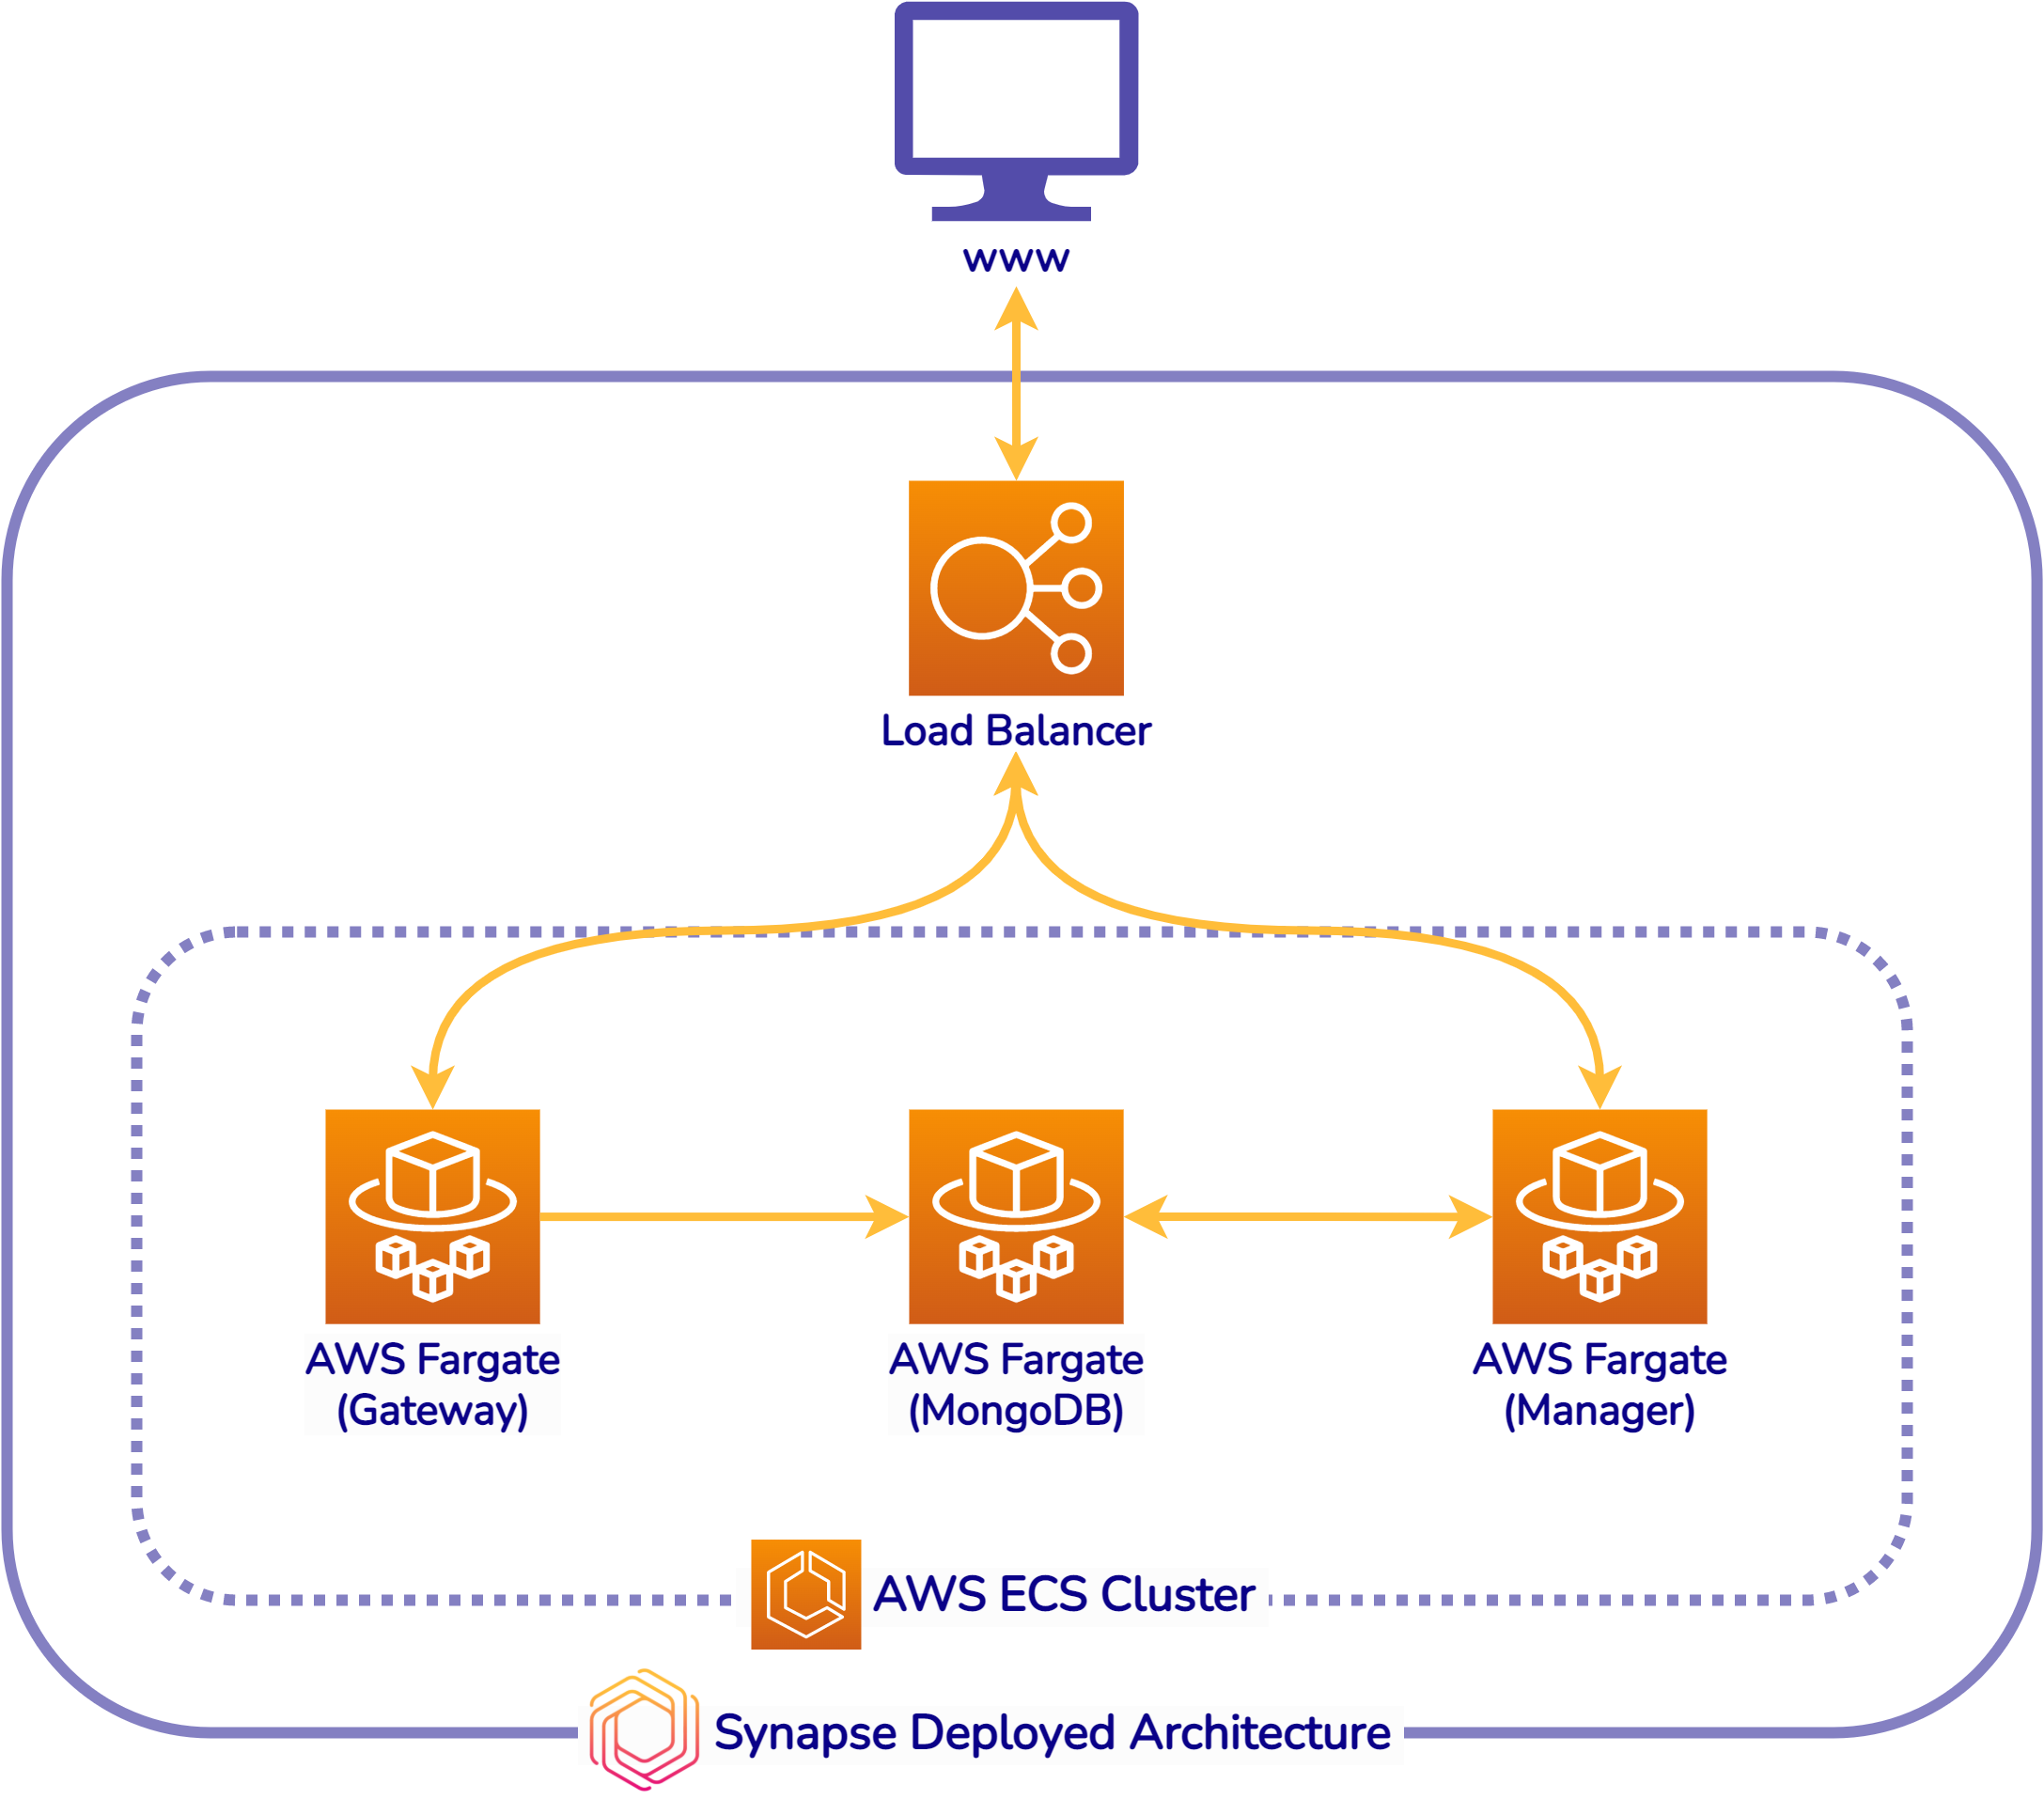 www
Load Balancer
AWS Fargate
(Gateway)
AWS Fargate
(MongoDB)
AWS Fargate
(Manager)
AWS ECS Cluster
Synapse Deployed Architecture